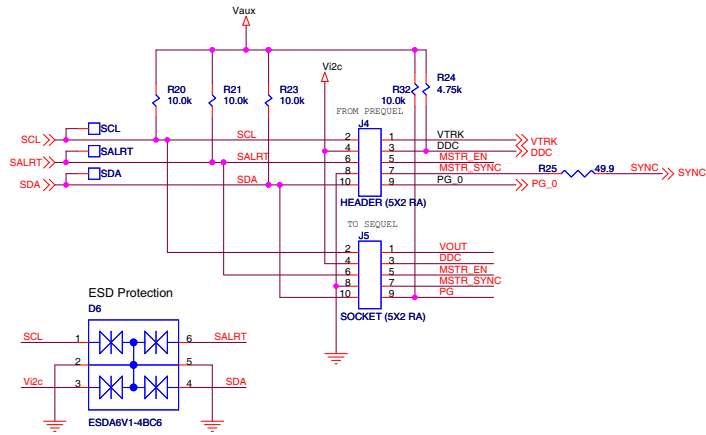 Vaux
Vi2c
R20
10.0k
R21
10.0k
R23
10.0k
R32
10.0k
R24
4.75k
FROM PREQUEL
J4
SCL
SCL
SCL
2
1
VTRK
VTRK
4
3
DDC
DDC
SALRT
SALRT
SALRT
6
5
MSTR_EN
8
7
MSTR_SYNC
R25
49.9
SYNC
SYNC
SDA
SDA
SDA
10
9
PG_0
PG_0
HEADER (5X2 RA)
TO SEQUEL
J5
2
1
VOUT
4
3
DDC
6
5
MSTR_EN
8
7
MSTR_SYNC
10
9
PG
SOCKET (5X2 RA)
ESD Protection
D6
SCL
1
6
SALRT
2
5
Vi2c
3
4
SDA
ESDA6V1-4BC6